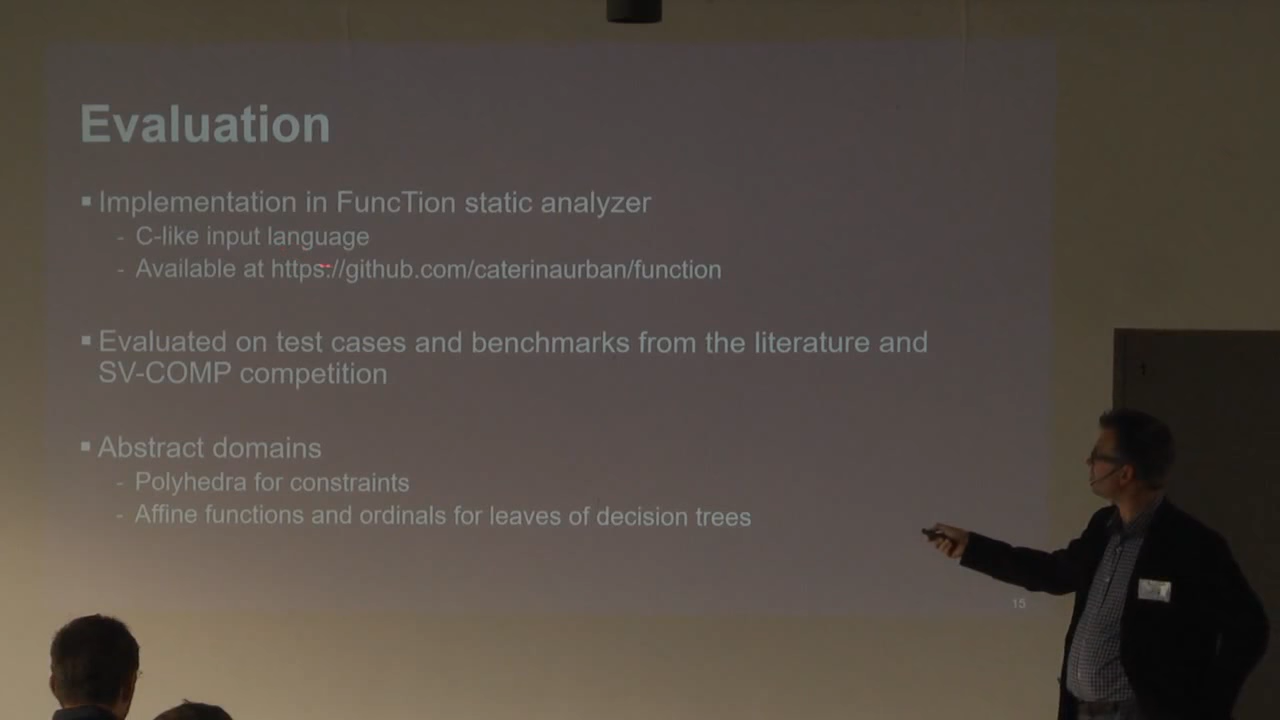 Evaluation
▪ Implementation in FuncTion static analyzer
- C-like input language
- Available at https://github.com/caterinaurban/function
▪ Evaluated on test cases and benchmarks from the literature and
SV-COMP competition
▪ Abstract domains
- Polyhedra for constraints
- Affine functions and ordinals for leaves of decision trees
15